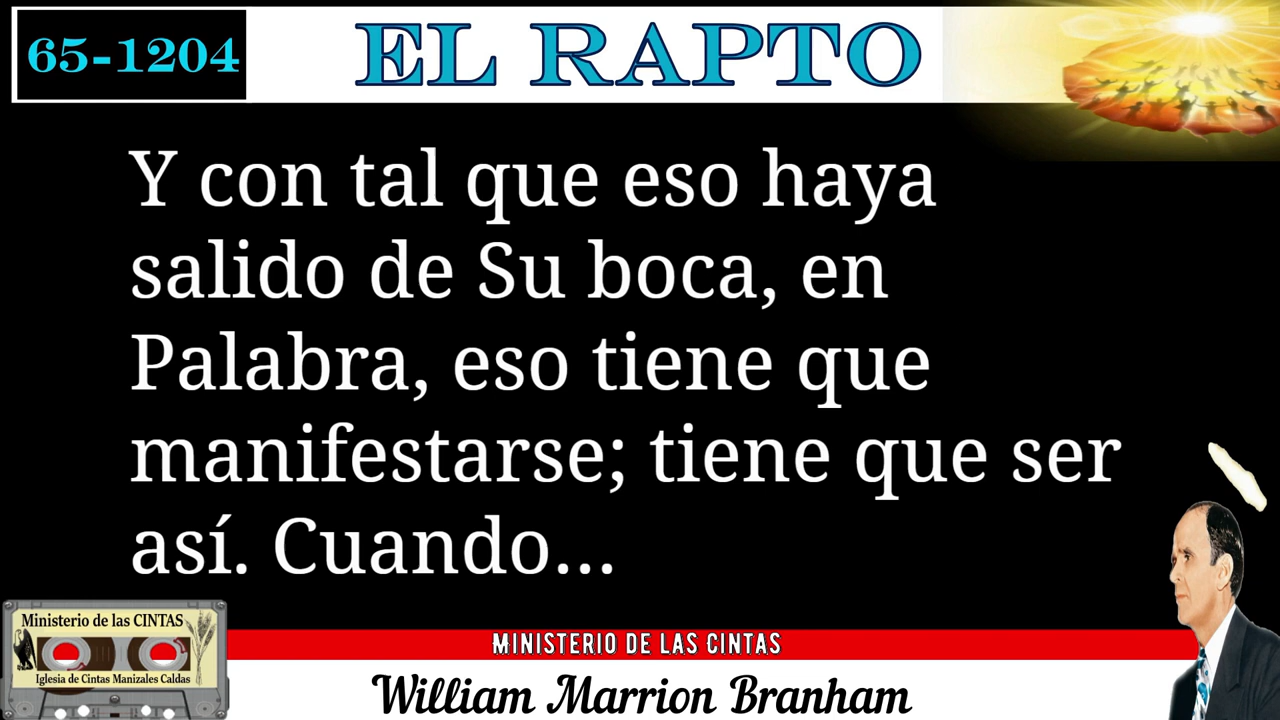 65-1204
EL RAPTO
Y con tal que eso haya
salido de Su boca, en
Palabra, eso tiene que
manifestarse; tiene que ser
así. Cuando...
Ministerio de las CINTAS
Iglesia de Cintas Manizales Caldas
MINISTERIO DE LAS CINTAS
William Marrion Branham